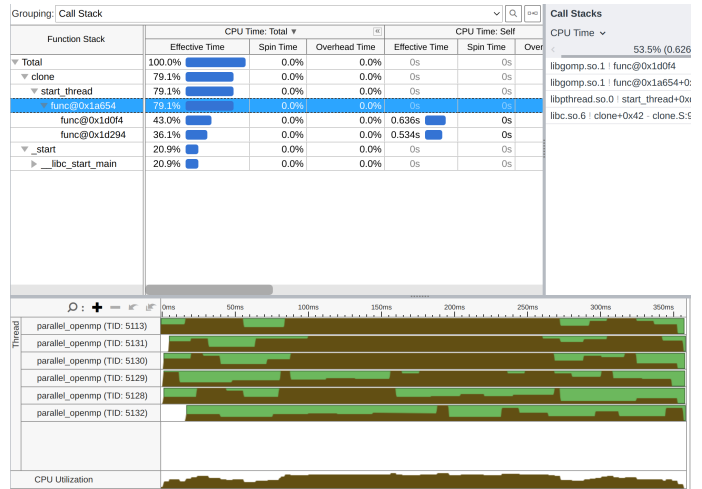 Grouping: Call Stack
Function Stack
CPU Time: Total ▼ «
CPU Time: Self
Effective Time Spin Time Overhead Time Effective Time Spin Time Over
Total 100.0% 0.0% 0.0% 0s 0s
clone 79.1% 0.0% 0.0% 0s 0s
start_thread 79.1% 0.0% 0.0% 0s 0s
func@0x1a654 79.1% 0.0% 0.0% 0s 0s
func@0x1d0f4 43.0% 0.0% 0.0% 0.636s 0s
func@0x1d294 36.1% 0.0% 0.0% 0.534s 0s
_start 20.9% 0.0% 0.0% 0s 0s
__libc_start_main 20.9% 0.0% 0.0% 0s 0s
Call Stacks
CPU Time
53.5% (0.626
libgomp.so.1 ! func@0x1d0f4
libgomp.so.1 ! func@0x1a654+0
libpthread.so.0 ! start_thread+0x
libc.so.6 ! clone+0x42 - clone.S:9
0ms 50ms 100ms 150ms 200ms 250ms 300ms 350ms
Thread
parallel_openmp (TID: 5113)
parallel_openmp (TID: 5131)
parallel_openmp (TID: 5130)
parallel_openmp (TID: 5129)
parallel_openmp (TID: 5128)
parallel_openmp (TID: 5132)
CPU Utilization